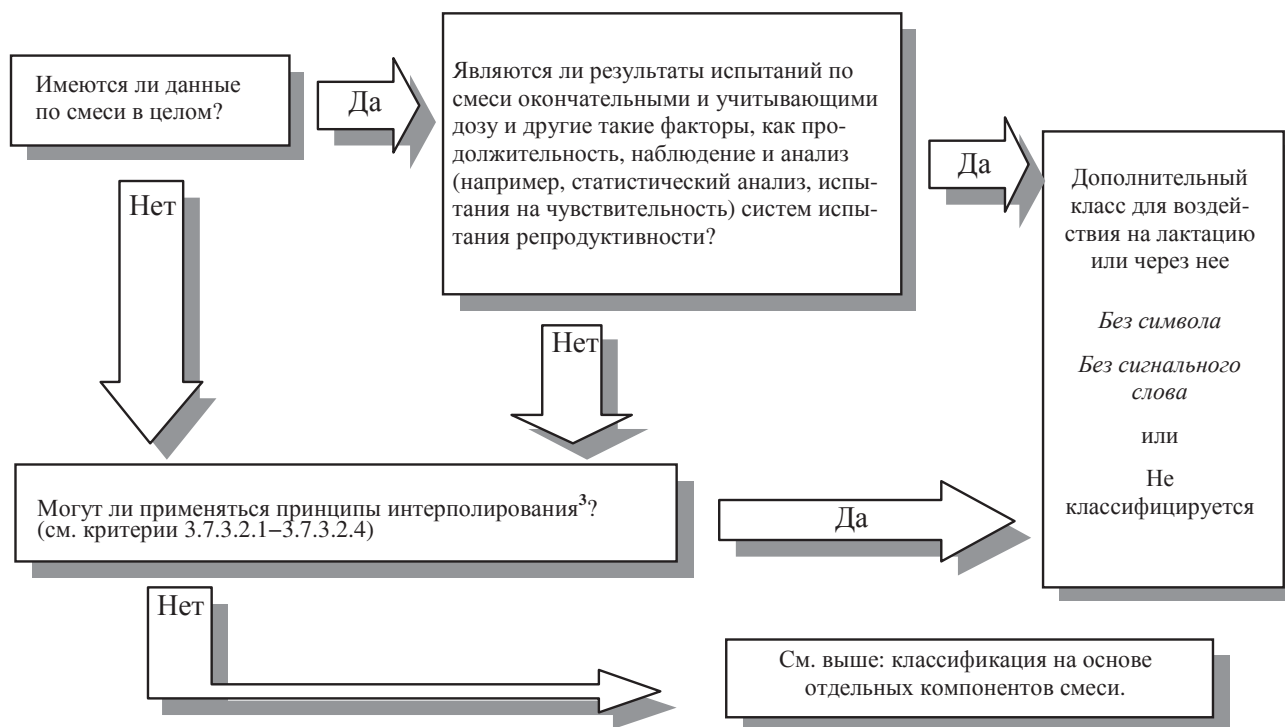 Имеются ли данные
по смеси в целом?
Да
Являются ли результаты испытаний по
смеси окончательными и учитывающими
дозу и другие такие факторы, как про-
должительность, наблюдение и анализ
(например, статистический анализ, испы-
тания на чувствительность) систем испы-
тания репродуктивности?
Да
Дополнительный
класс для воздей-
ствия на лактацию
или через нее
Без символа
Без сигнального
слова
или
Не
классифицируется
Нет
Нет
Могут ли применяться принципы интерполирования³?
(см. критерии 3.7.3.2.1–3.7.3.2.4)
Да
Нет
См. выше: классификация на основе
отдельных компонентов смеси.